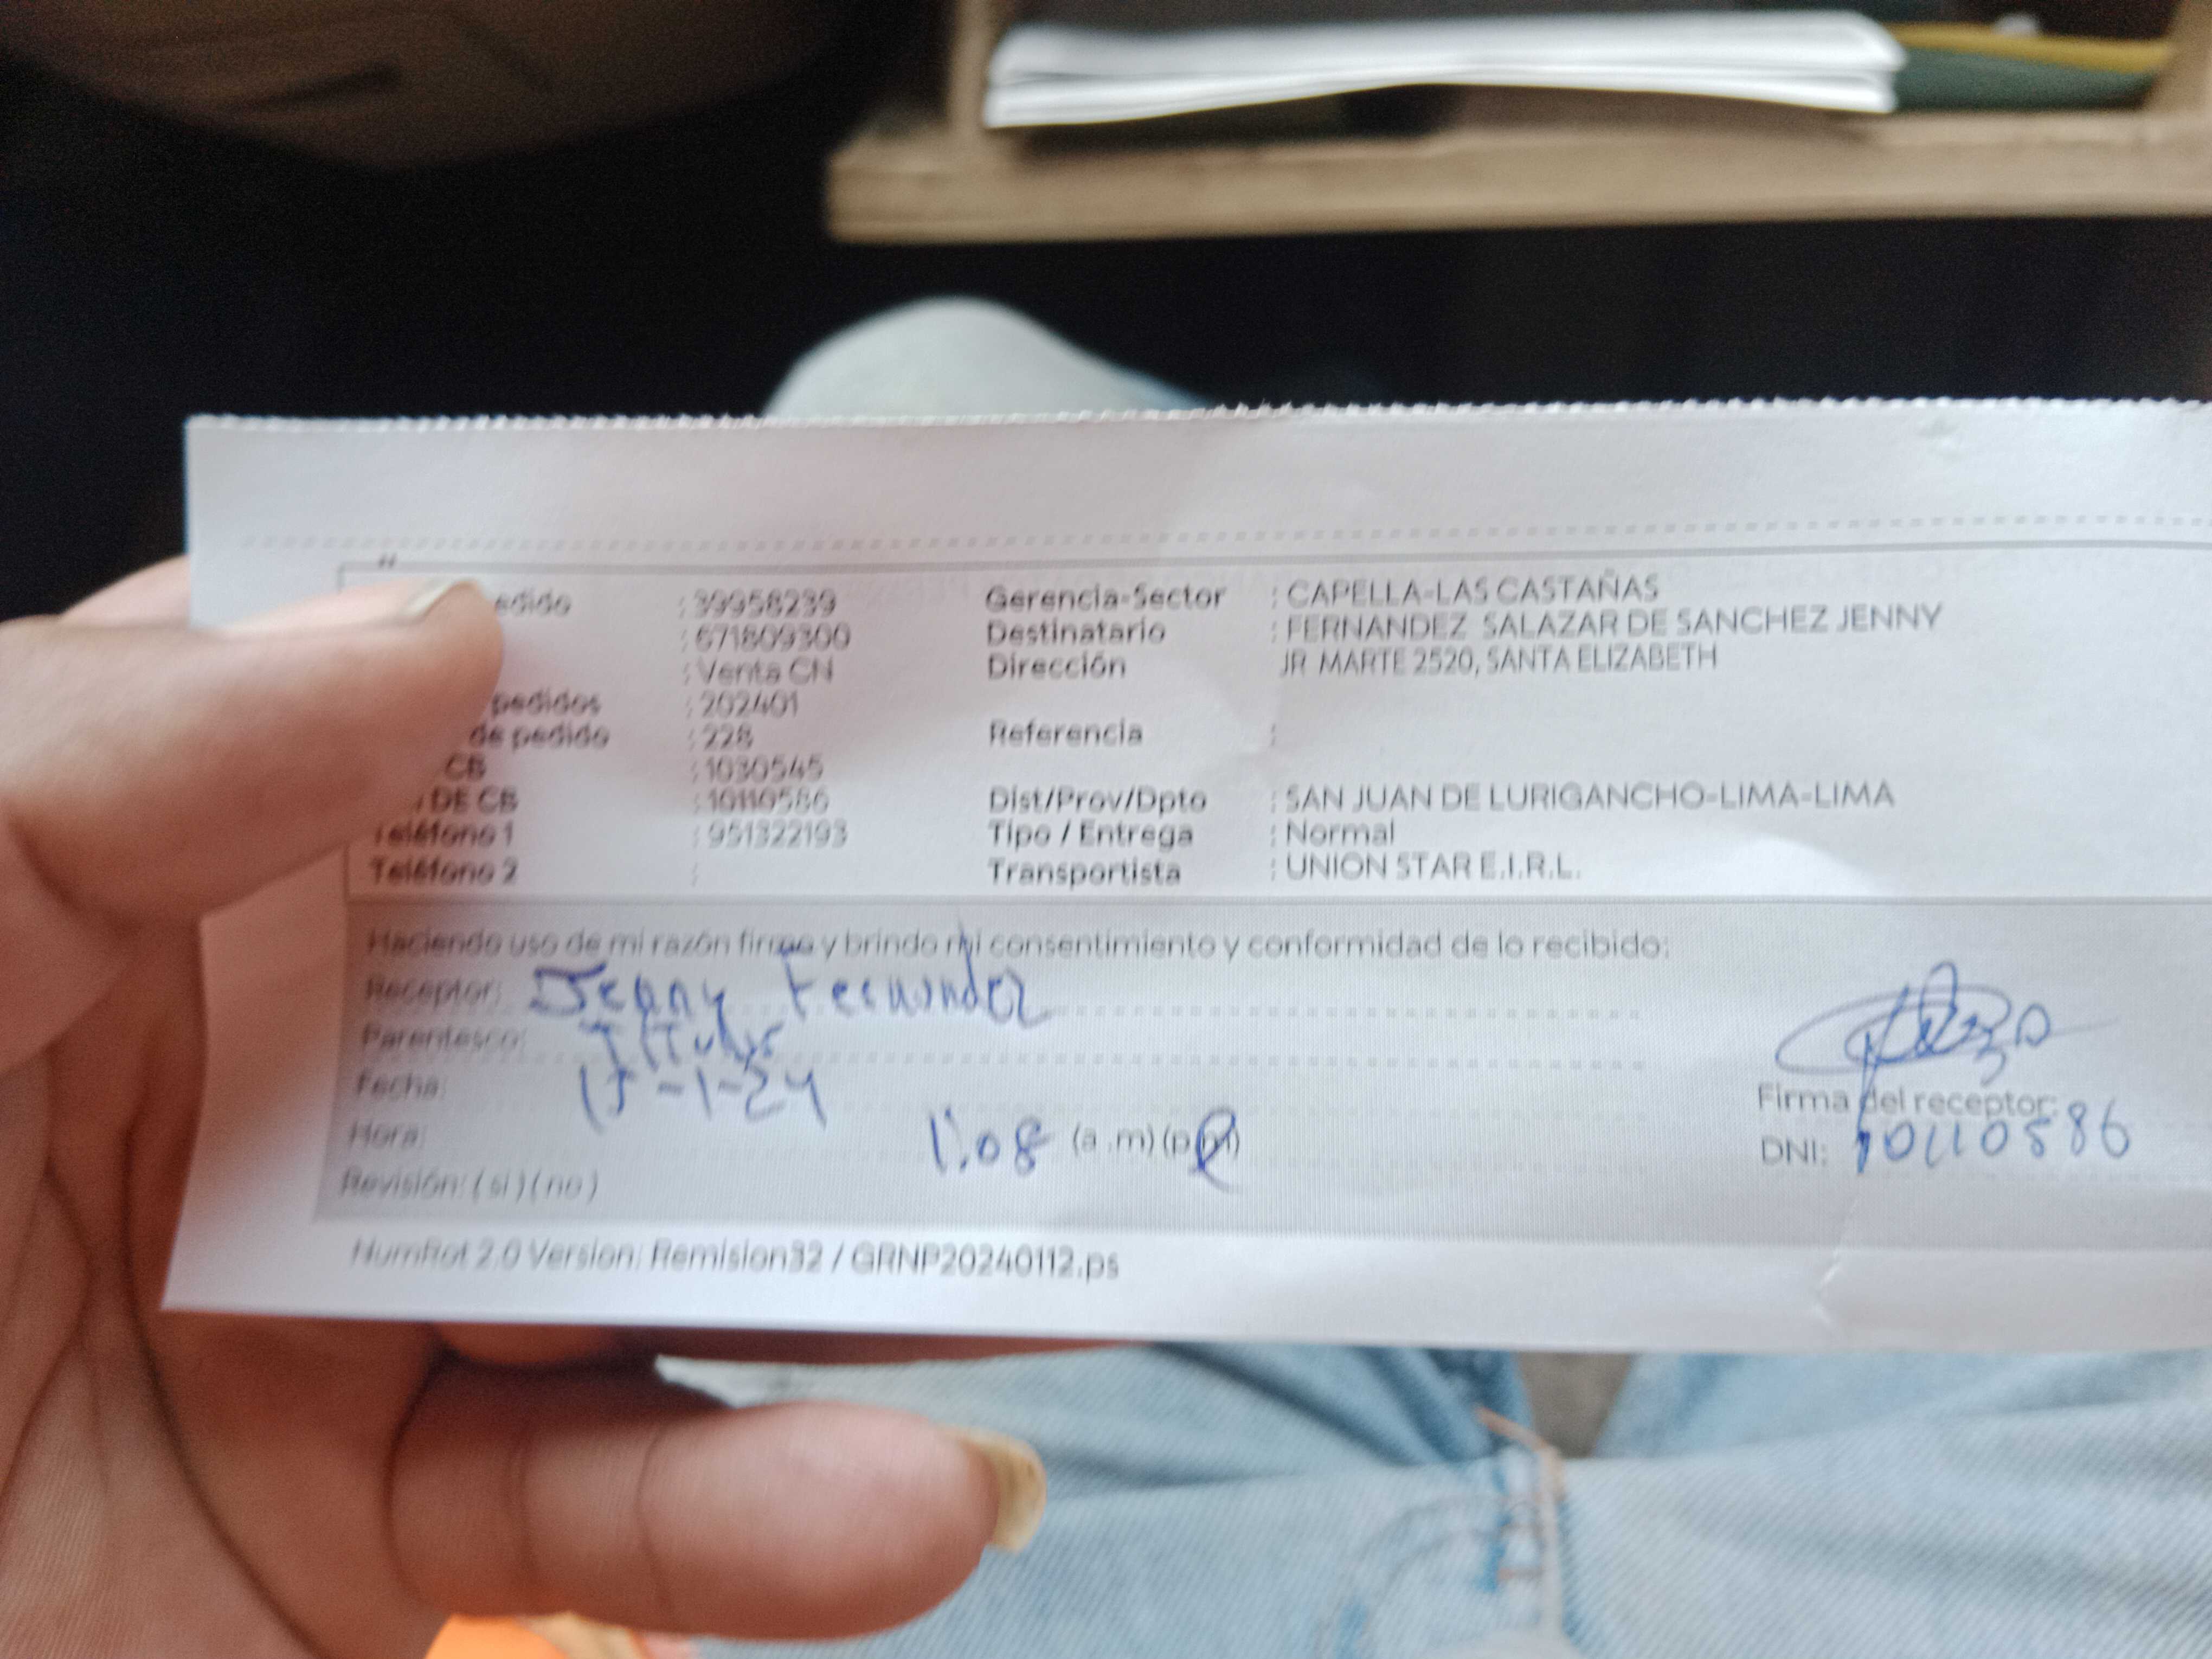 edido : 39958239 Gerencia-Sector : CAPELLA-LAS CASTAÑAS
: 671809300 Destinatario : FERNANDEZ SALAZAR DE SANCHEZ JENNY
: Venta CN Dirección JR MARTE 2520, SANTA ELIZABETH
pedidos : 202401
de pedido : 228 Referencia :
CB : 1030545
DE CB : 10110586 Dist/Prov/Dpto : SAN JUAN DE LURIGANCHO-LIMA-LIMA
Teléfono 1 : 951322193 Tipo / Entrega : Normal
Teléfono 2 : Transportista : UNION STAR E.I.R.L.
Haciendo uso de mi razón firmo y brindo mi consentimiento y conformidad de lo recibido:
Receptor: Jenny Fernandez
Parentesco: Titular
Fecha: 15-1-24
Firma del receptor:
Hora: 1:08 (a .m) (p.m)
DNI: 10110586
Revisión: ( si ) ( no )
NumRot 2.0 Version: Remision32 / GRNP20240112.ps